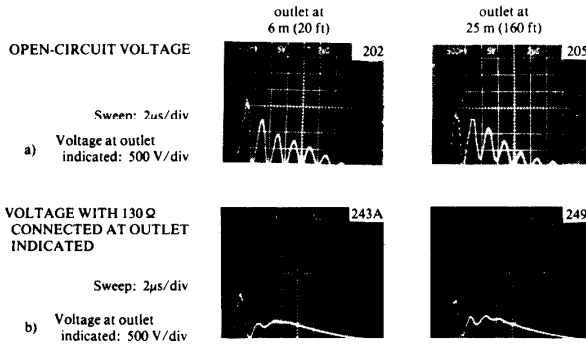 outlet at
6 m (20 ft)
outlet at
25 m (160 ft)
OPEN-CIRCUIT VOLTAGE
202
205
Sweep: 2µs/div
a) Voltage at outlet
indicated: 500 V/div
VOLTAGE WITH 130 Ω
CONNECTED AT OUTLET
INDICATED
243A
249
Sweep: 2µs/div
b) Voltage at outlet
indicated: 500 V/div